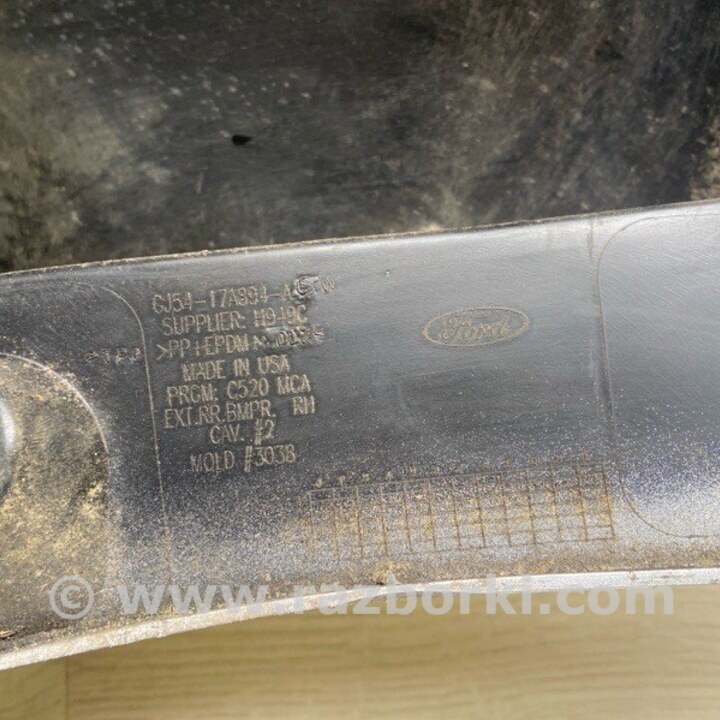 GJ54-17A894-A
SUPPLIER: H949C
>PP+EPDM
MADE IN USA
PRGM: C520 MCA
EXT.RR.BMPR. RH
CAV. #2
MOLD #3038
Ford
© www.razborki.com